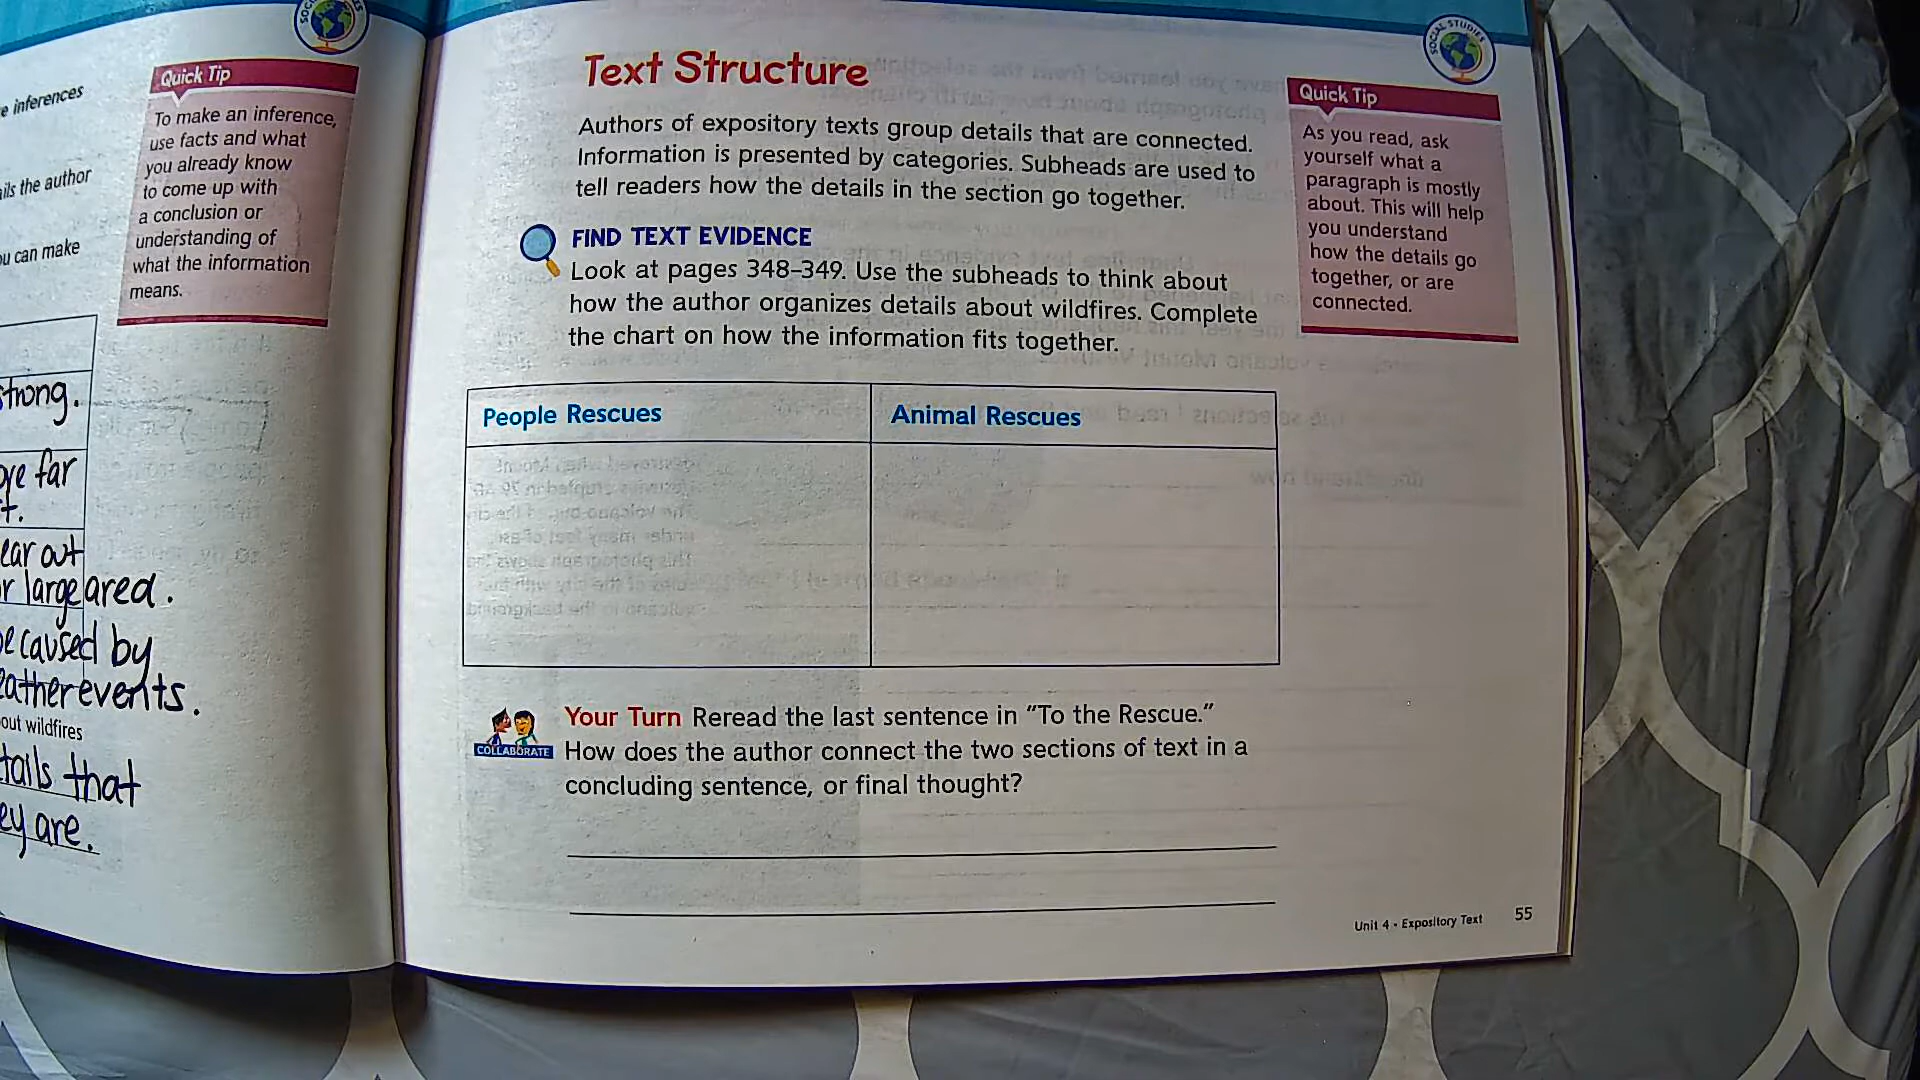 e inferences
ils the author
ou can make
strong.
far
t.
ear out
r large area.
be caused by
eather events.
out wildfires
tails that
ey are.
Quick Tip
To make an inference,
use facts and what
you already know
to come up with
a conclusion or
understanding of
what the information
means.
SOCIAL STUDIES
Text Structure
Authors of expository texts group details that are connected.
Information is presented by categories. Subheads are used to
tell readers how the details in the section go together.
FIND TEXT EVIDENCE
Look at pages 348–349. Use the subheads to think about
how the author organizes details about wildfires. Complete
the chart on how the information fits together.
Quick Tip
As you read, ask
yourself what a
paragraph is mostly
about. This will help
you understand
how the details go
together, or are
connected.
People Rescues
Animal Rescues
COLLABORATE
Your Turn Reread the last sentence in “To the Rescue.”
How does the author connect the two sections of text in a
concluding sentence, or final thought?
Unit 4 • Expository Text 55